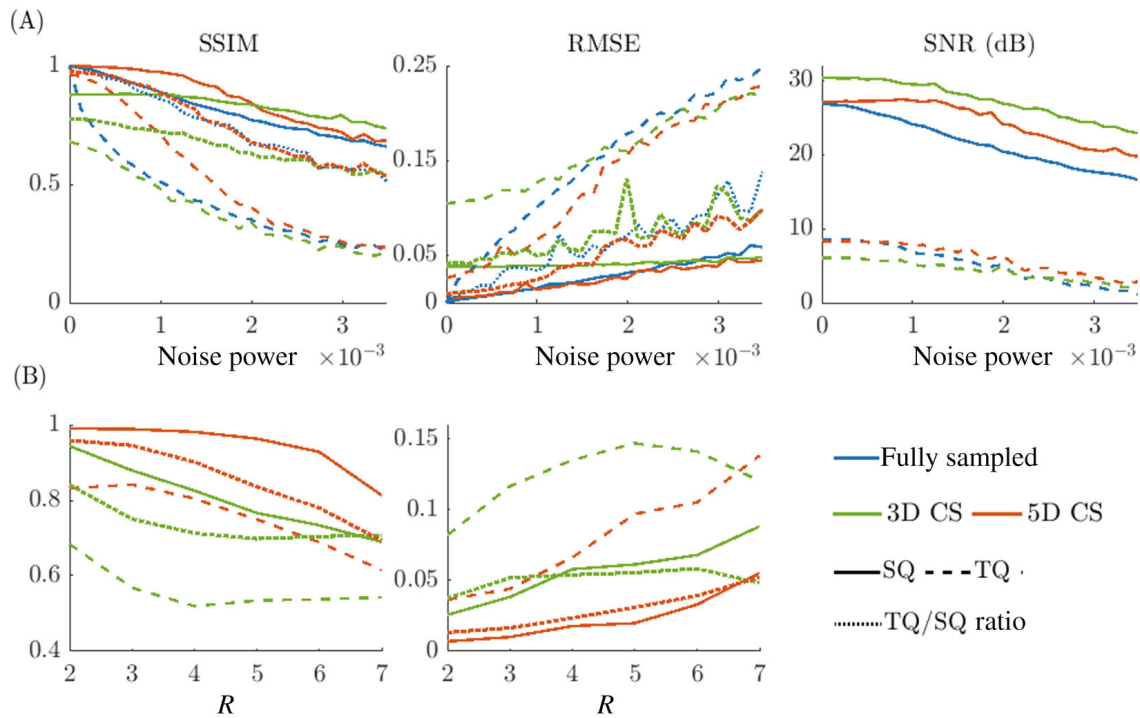 (A)
SSIM RMSE SNR (dB)
1 0.25 30
0.5 0.15 20
0.05 10
0 0 0
0 1 2 3 0 1 2 3 0 1 2 3
Noise power ×10⁻³ Noise power ×10⁻³ Noise power ×10⁻³
(B)
1 0.15
0.8 0.1 Fully sampled
3D CS 5D CS
0.6 0.05 SQ TQ
0.4 0 TQ/SQ ratio
2 3 4 5 6 7 2 3 4 5 6 7
R R